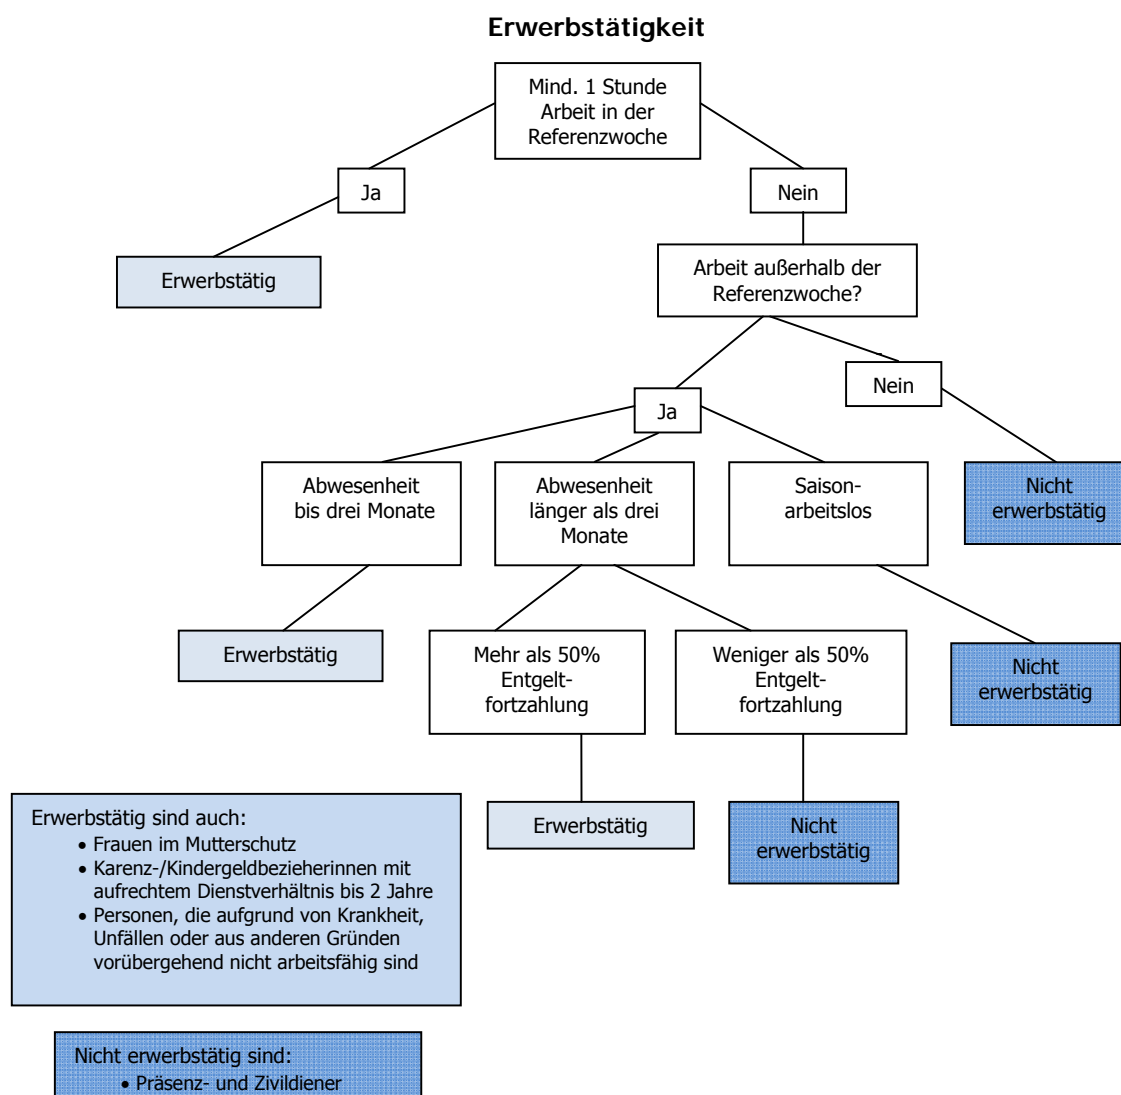 Erwerbstätigkeit
Mind. 1 Stunde
Arbeit in der
Referenzwoche
Ja
Nein
Erwerbstätig
Arbeit außerhalb der
Referenzwoche?
Nein
Ja
Abwesenheit
bis drei Monate
Abwesenheit
länger als drei
Monate
Saison-
arbeitslos
Nicht
erwerbstätig
Erwerbstätig
Mehr als 50%
Entgelt-
fortzahlung
Weniger als 50%
Entgelt-
fortzahlung
Nicht
erwerbstätig
Erwerbstätig
Nicht
erwerbstätig
Erwerbstätig sind auch:
• Frauen im Mutterschutz
• Karenz-/Kindergeldbezieherinnen mit
aufrechtem Dienstverhältnis bis 2 Jahre
• Personen, die aufgrund von Krankheit,
Unfällen oder aus anderen Gründen
vorübergehend nicht arbeitsfähig sind
Nicht erwerbstätig sind:
• Präsenz- und Zivildiener